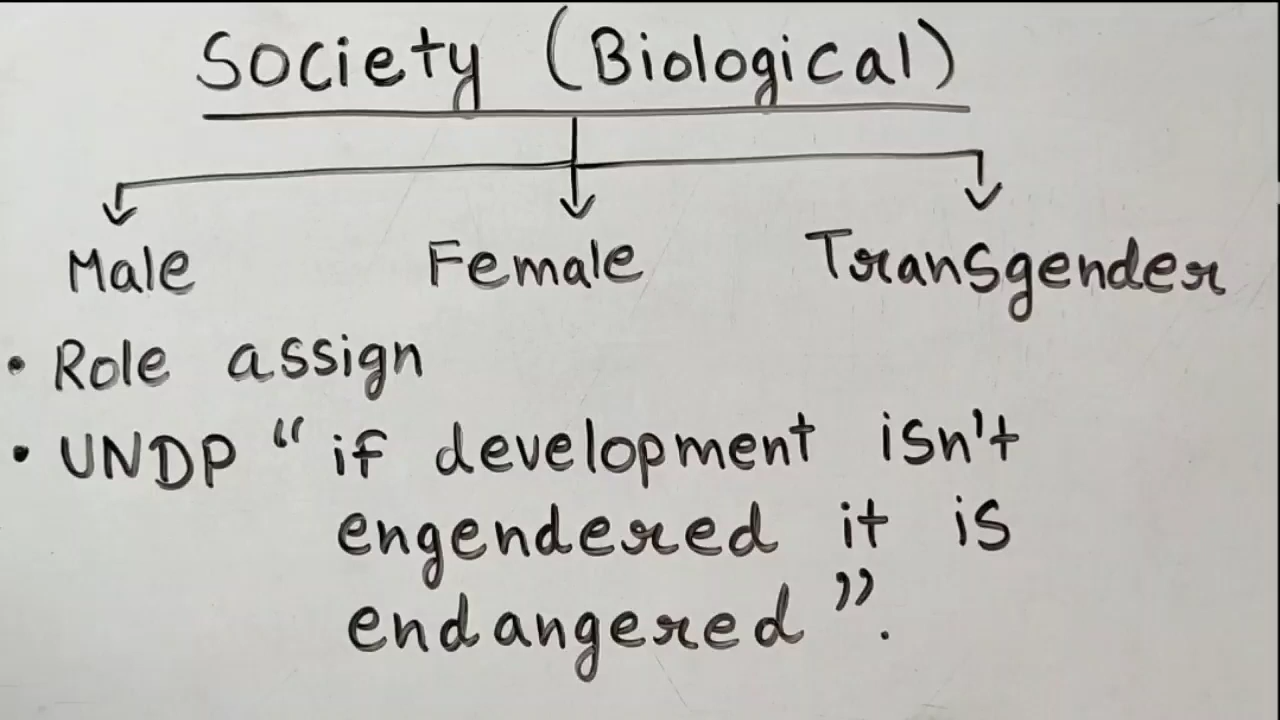 Society (Biological)
Male Female Transgender
• Role assign
• UNDP “if development isn't
engendered it is
endangered”.